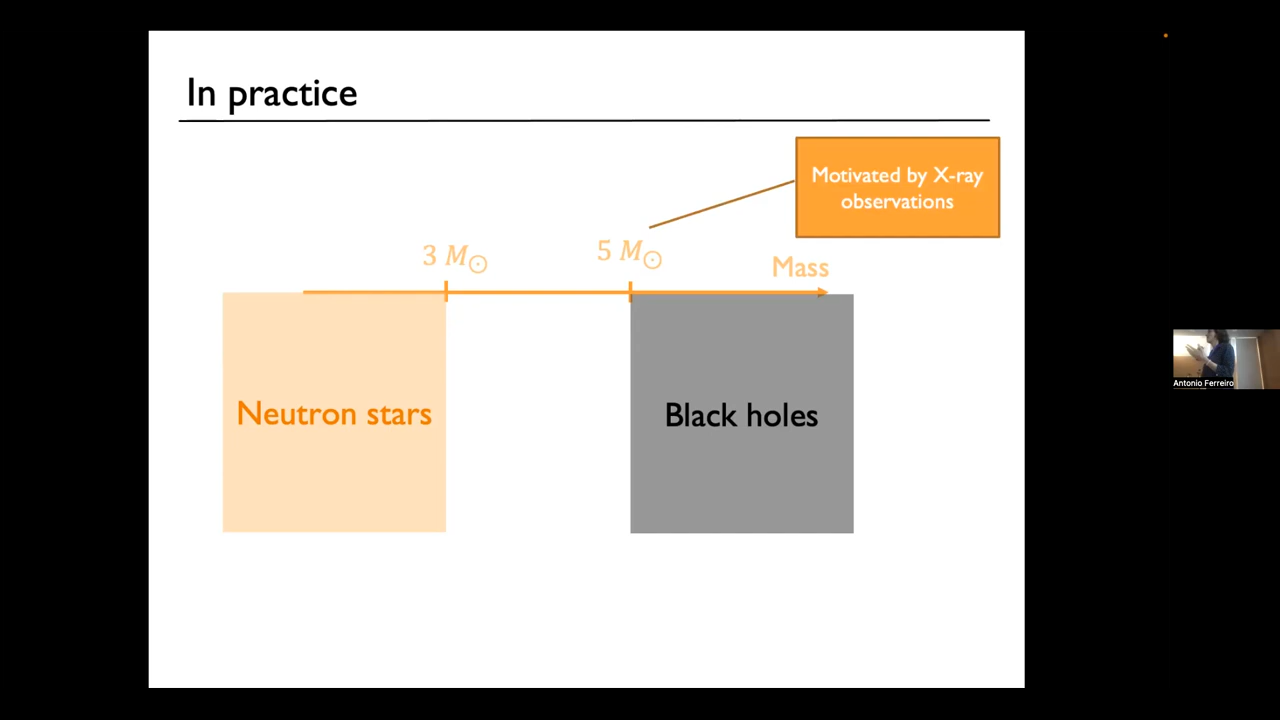 In practice
Motivated by X-ray
observations
3 M☉
5 M☉
Mass
Neutron stars
Black holes
Antonio Ferreiro